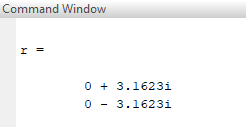 Command Window
r =
0 + 3.1623i
0 - 3.1623i